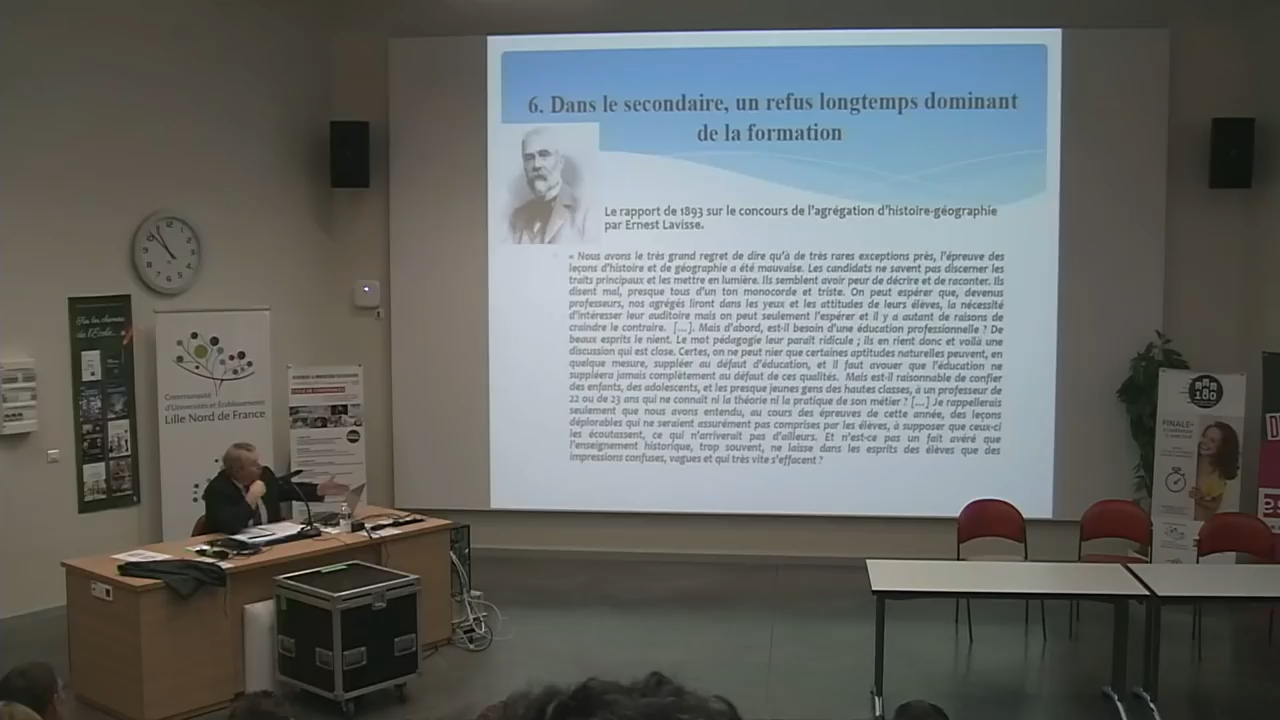 6. Dans le secondaire, un refus longtemps dominant
de la formation
Le rapport de 1893 sur le concours de l'agrégation d'histoire-géographie
par Ernest Lavisse.
« Nous avons le très grand regret de dire qu'à de très rares exceptions près, l'épreuve des
leçons d'histoire et de géographie a été mauvaise. Les candidats ne savent pas discerner les
traits principaux et les mettre en lumière. Ils semblent avoir peur de décrire et de raconter. Ils
disent mal, presque tous d'un ton monocorde et triste. On peut espérer que, devenus
professeurs, nos agrégés liront dans les yeux et les attitudes de leurs élèves, la nécessité
d'intéresser leur auditoire mais on peut seulement l'espérer et il y a autant de raisons de
craindre le contraire. [...]. Mais d'abord, est-il besoin d'une éducation professionnelle ? De
beaux esprits le nient. Le mot pédagogie leur paraît ridicule ; ils en rient donc et voilà une
discussion qui est close. Certes, on ne peut nier que certaines aptitudes naturelles peuvent, en
quelque mesure, suppléer au défaut d'éducation, et il faut avouer que l'éducation ne
suppléera jamais complètement au défaut de ces qualités. Mais est-il raisonnable de confier
des enfants, des adolescents, et les presque jeunes gens des hautes classes, à un professeur de
22 ou de 23 ans qui ne connaît ni la théorie ni la pratique de son métier ? [...] Je rappellerais
seulement que nous avons entendu, au cours des épreuves de cette année, des leçons
déplorables qui ne seraient assurément pas comprises par les élèves, à supposer que ceux-ci
les écoutassent, ce qui n'arriverait pas d'ailleurs. Et n'est-ce pas un fait avéré que
l'enseignement historique, trop souvent, ne laisse dans les esprits des élèves que des
impressions confuses, vagues et qui très vite s'effacent ?
Sur les chemins
de l'École...
Communauté
d'Universités et Etablissements
Lille Nord de France
180
FINALE